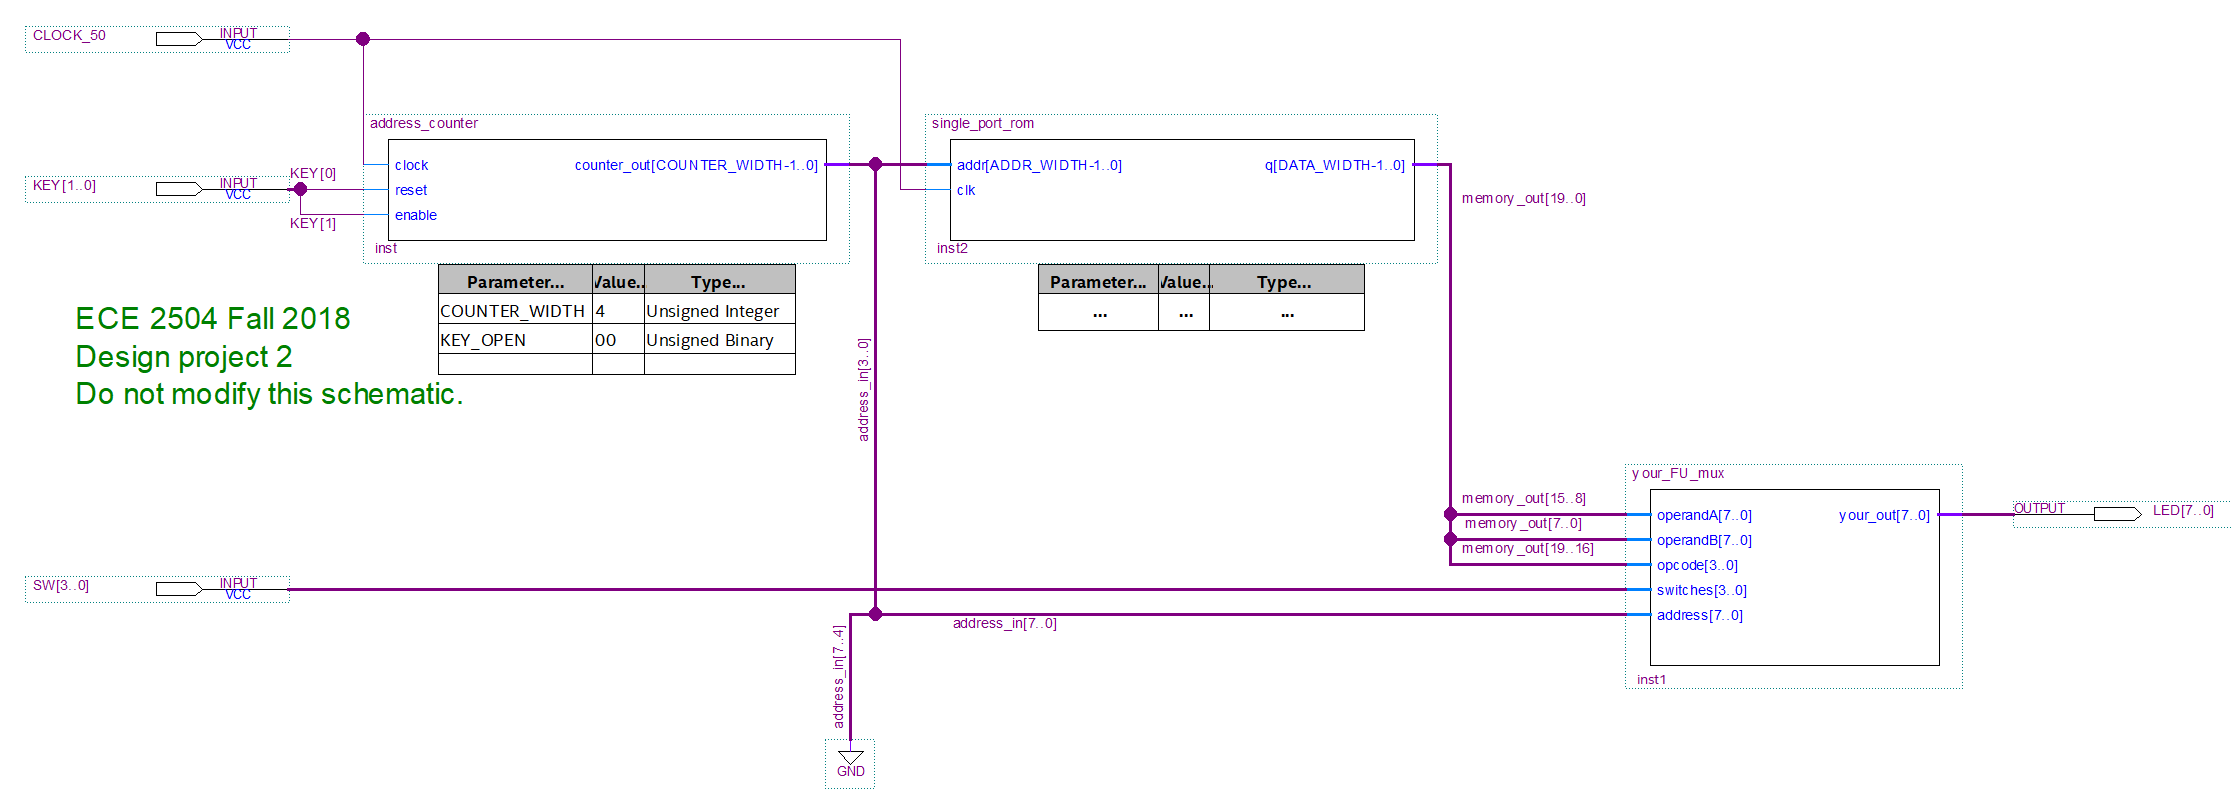 CLOCK_50
INPUT
VCC
address_counter
clock
counter_out[COUNTER_WIDTH-1..0]
reset
enable
inst
single_port_rom
addr[ADDR_WIDTH-1..0]
q[DATA_WIDTH-1..0]
clk
inst2
KEY[1..0]
INPUT
VCC
KEY[0]
KEY[1]
memory_out[19..0]
Parameter... Value... Type...
COUNTER_WIDTH 4 Unsigned Integer
KEY_OPEN 00 Unsigned Binary
Parameter... Value... Type...
... ... ...
ECE 2504 Fall 2018
Design project 2
Do not modify this schematic.
address_in[3..0]
your_FU_mux
memory_out[15..8]
operandA[7..0]
your_out[7..0]
memory_out[7..0]
operandB[7..0]
memory_out[19..16]
opcode[3..0]
switches[3..0]
address[7..0]
inst1
OUTPUT
LED[7..0]
SW[3..0]
INPUT
VCC
address_in[7..0]
address_in[7..4]
GND